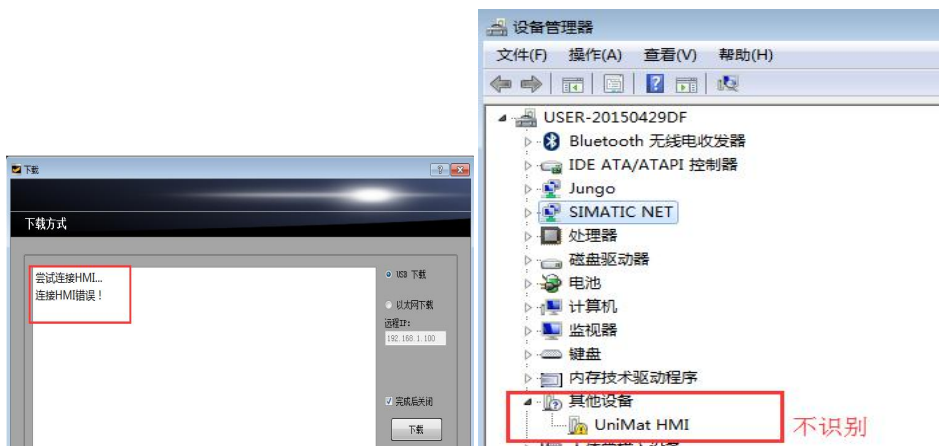 下载
下载方式
尝试连接HMI...
连接HMI错误！
USB 下载
以太网下载
远程IP:
192.168.1.100
完成后关闭
下载
设备管理器
文件(F) 操作(A) 查看(V) 帮助(H)
USER-20150429DF
Bluetooth 无线电收发器
IDE ATA/ATAPI 控制器
Jungo
SIMATIC NET
处理器
磁盘驱动器
电池
计算机
监视器
键盘
内存技术驱动程序
其他设备
UniMat HMI
不识别